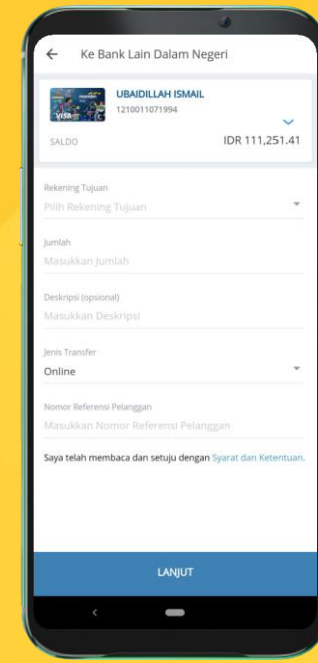 Ke Bank Lain Dalam Negeri
UBAIDILLAH ISMAIL
1210011071994
VISA
SALDO
IDR 111,251.41
Rekening Tujuan
Pilih Rekening Tujuan
Jumlah
Masukkan Jumlah
Deskripsi (opsional)
Masukkan Deskripsi
Jenis Transfer
Online
Nomor Referensi Pelanggan
Masukkan Nomor Referensi Pelanggan
Saya telah membaca dan setuju dengan Syarat dan Ketentuan.
LANJUT